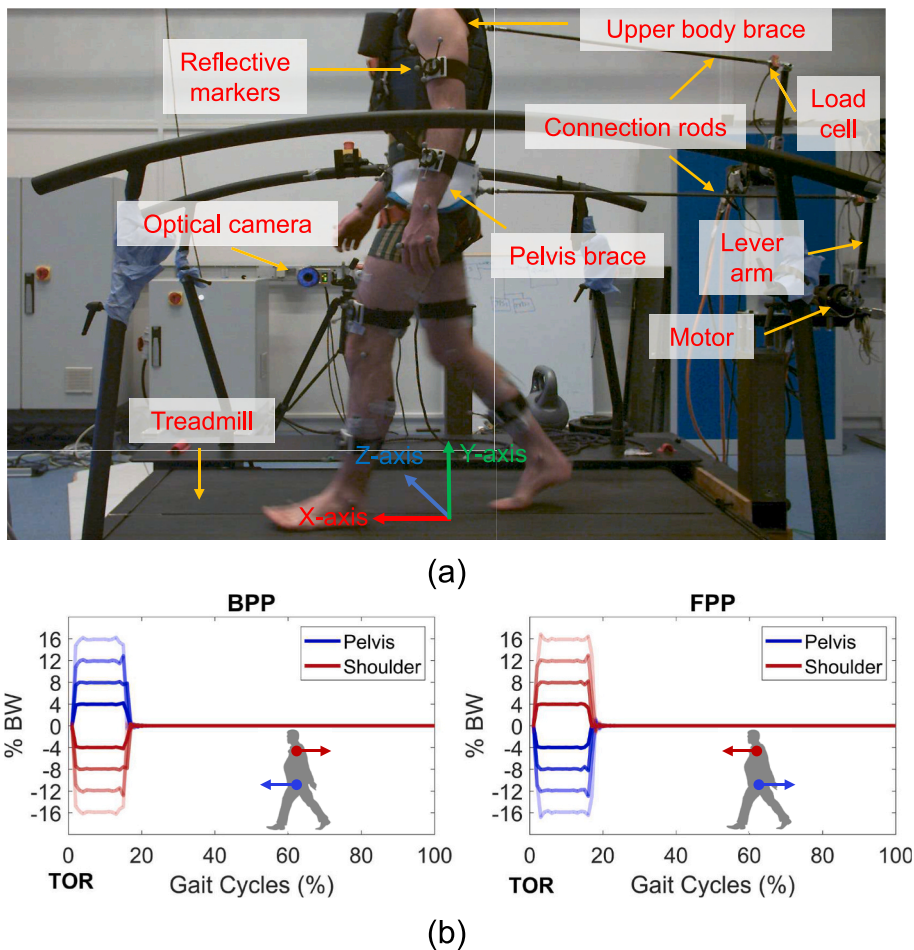 Upper body brace
Reflective
markers
Load
cell
Connection rods
Optical camera
Pelvis brace
Lever
arm
Motor
Treadmill
Z-axis
Y-axis
X-axis
(a)
BPP
FPP
% BW
16
12
8
4
0
-4
-8
-12
-16
Pelvis
Shoulder
0 20 40 60 80 100
TOR
Gait Cycles (%)
% BW
16
12
8
4
0
-4
-8
-12
-16
Pelvis
Shoulder
0 20 40 60 80 100
TOR
Gait Cycles (%)
(b)